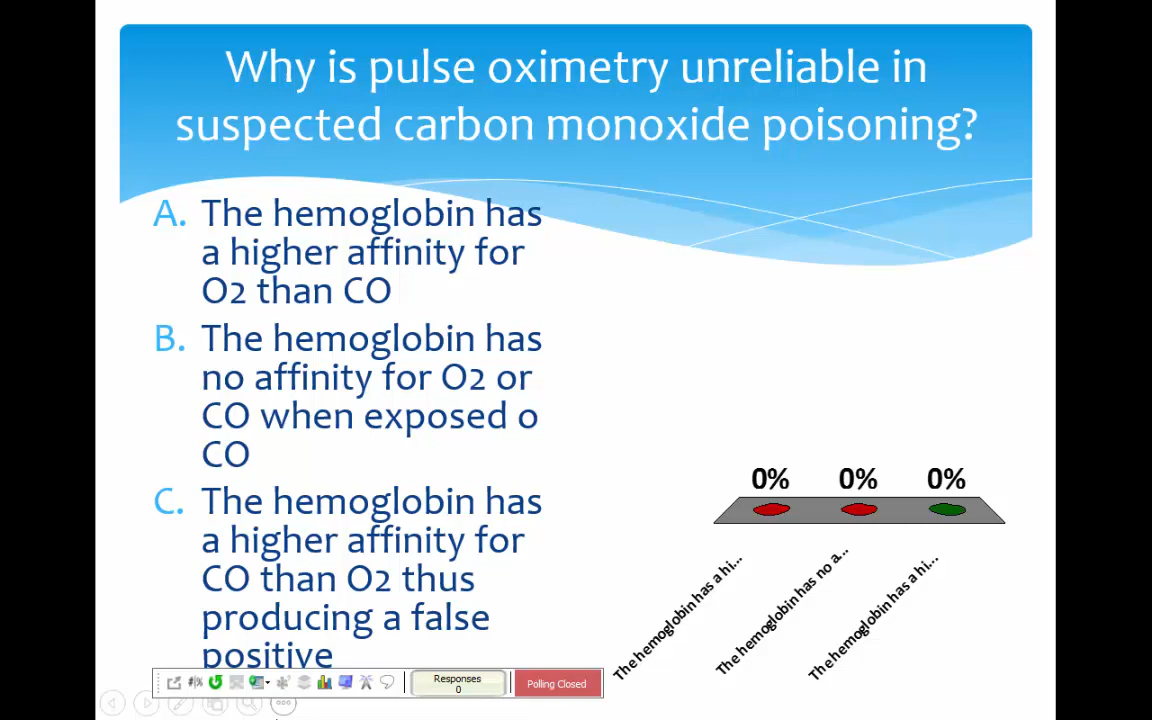 Why is pulse oximetry unreliable in
suspected carbon monoxide poisoning?
A. The hemoglobin has
a higher affinity for
O2 than CO
B. The hemoglobin has
no affinity for O2 or
CO when exposed o
CO
C. The hemoglobin has
a higher affinity for
CO than O2 thus
producing a false
positive
0% 0% 0%
The hemoglobin has a hi...
The hemoglobin has no a...
The hemoglobin has a hi...
Responses
0
Polling Closed